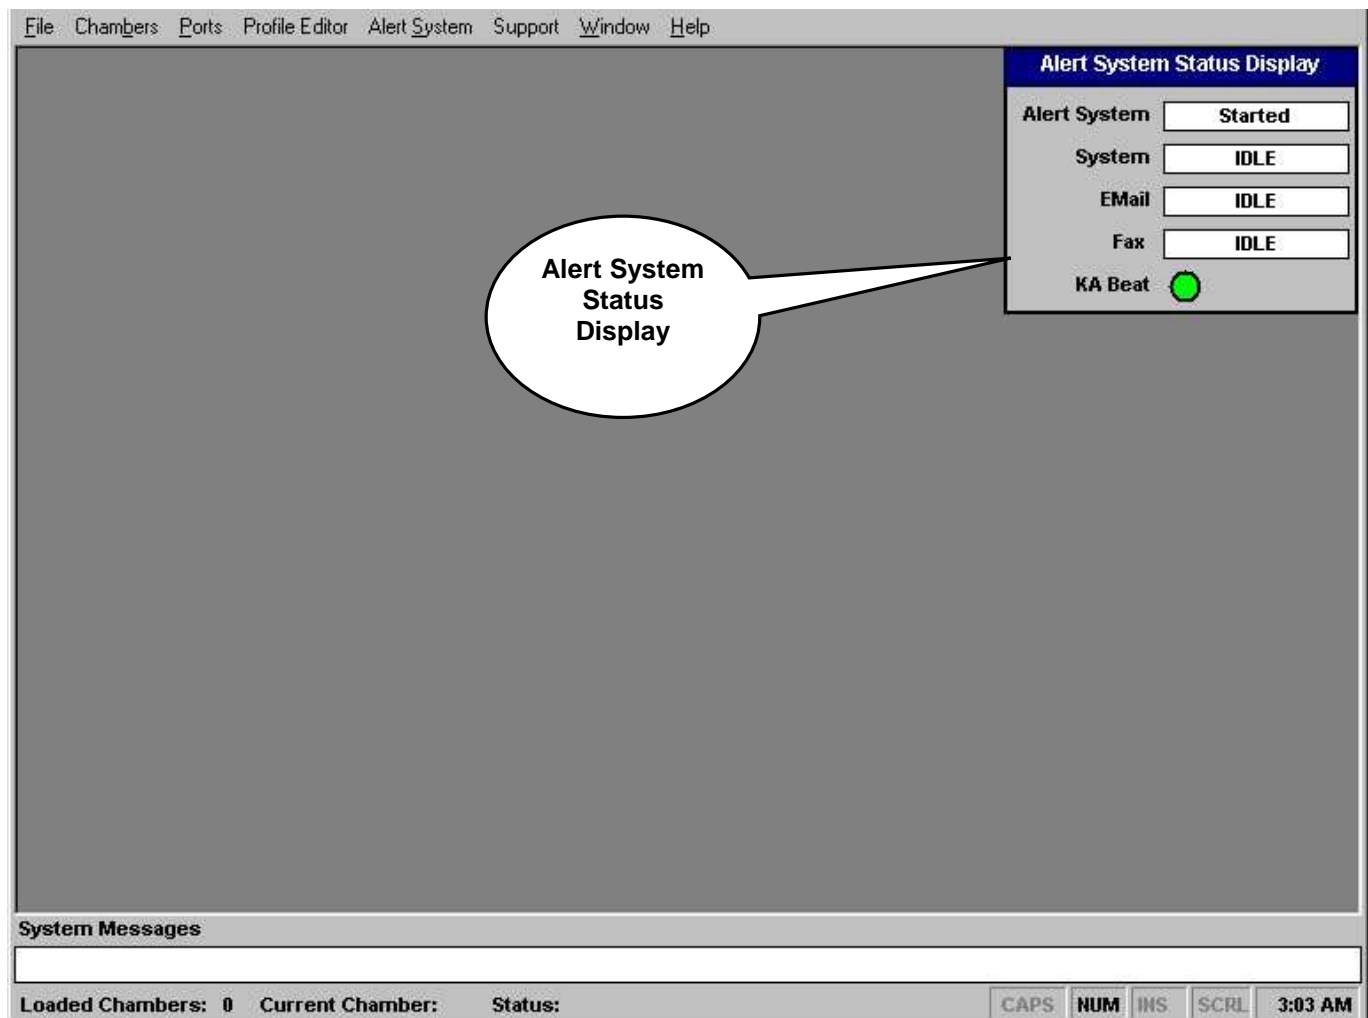 File Chambers Ports Profile Editor Alert System Support Window Help
Alert System Status Display
Alert System Started
System IDLE
EMail IDLE
Fax IDLE
KA Beat
Alert System
Status
Display
System Messages
Loaded Chambers: 0 Current Chamber: Status: CAPS NUM INS SCRL 3:03 AM